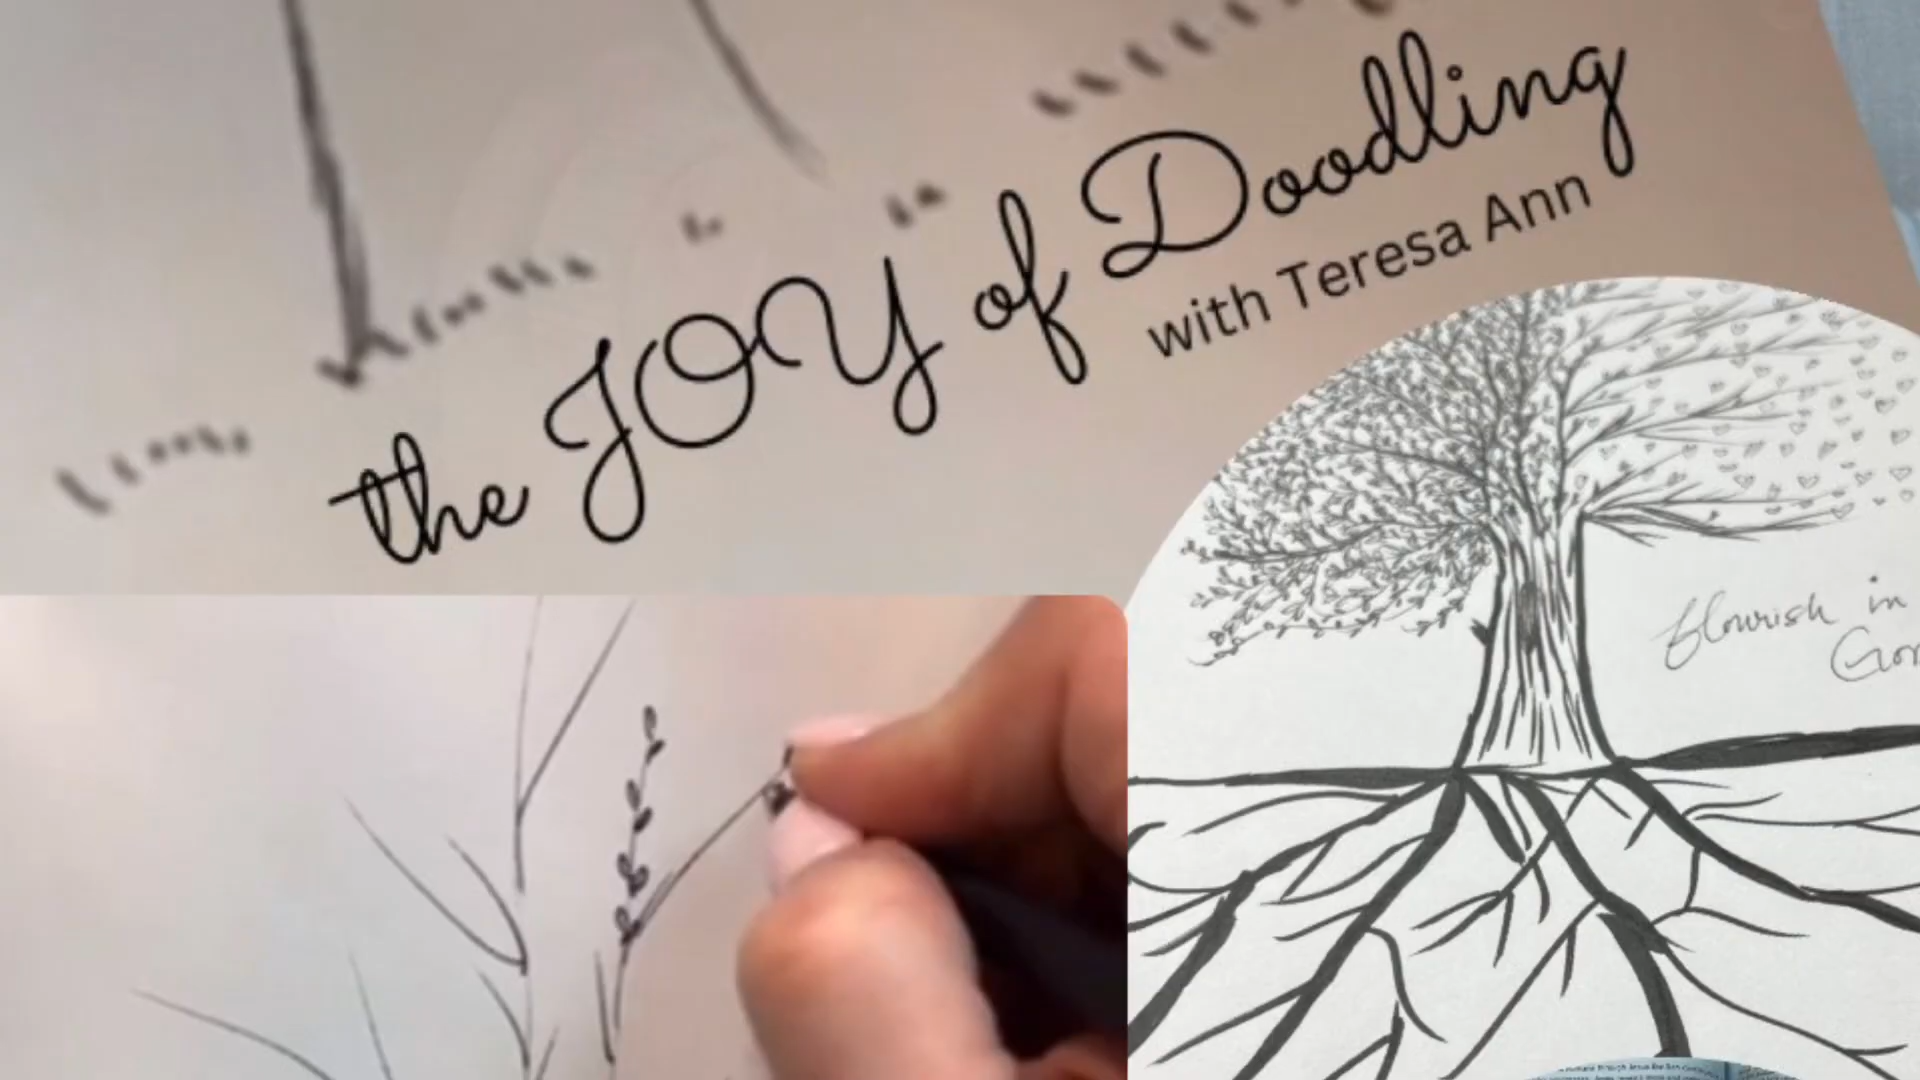 the JOY of Doodling
with Teresa Ann
flourish in